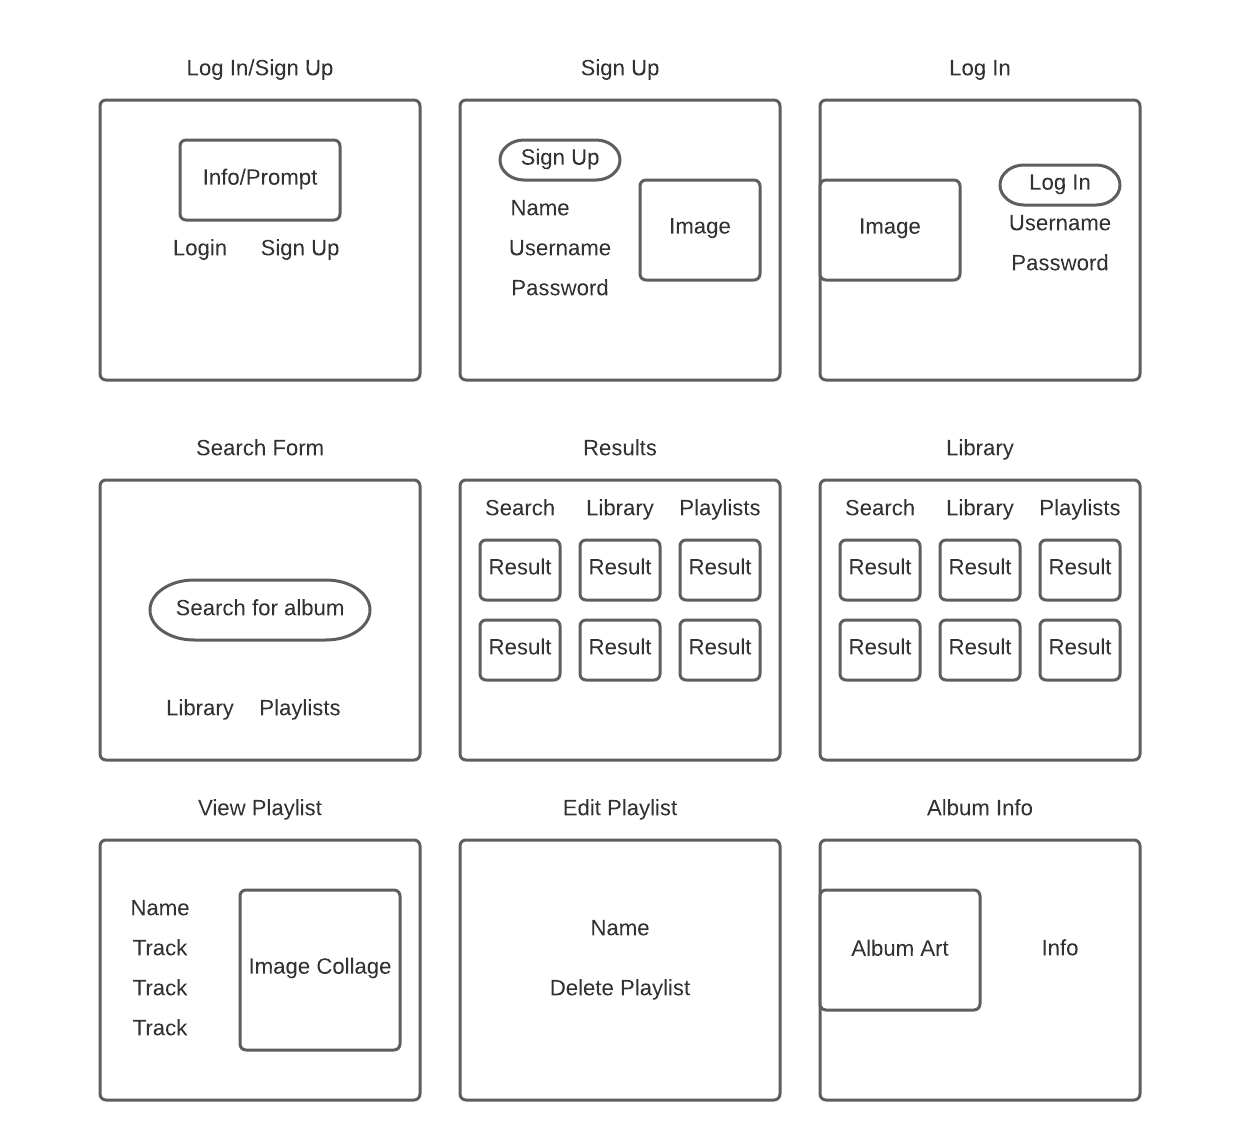 Log In/Sign Up
Info/Prompt
Login Sign Up
Sign Up
Sign Up
Name
Username
Password
Image
Log In
Image
Log In
Username
Password
Search Form
Search for album
Library Playlists
Results
Search Library Playlists
Result Result Result
Result Result Result
Library
Search Library Playlists
Result Result Result
Result Result Result
View Playlist
Name
Track
Track
Track
Image Collage
Edit Playlist
Name
Delete Playlist
Album Info
Album Art
Info